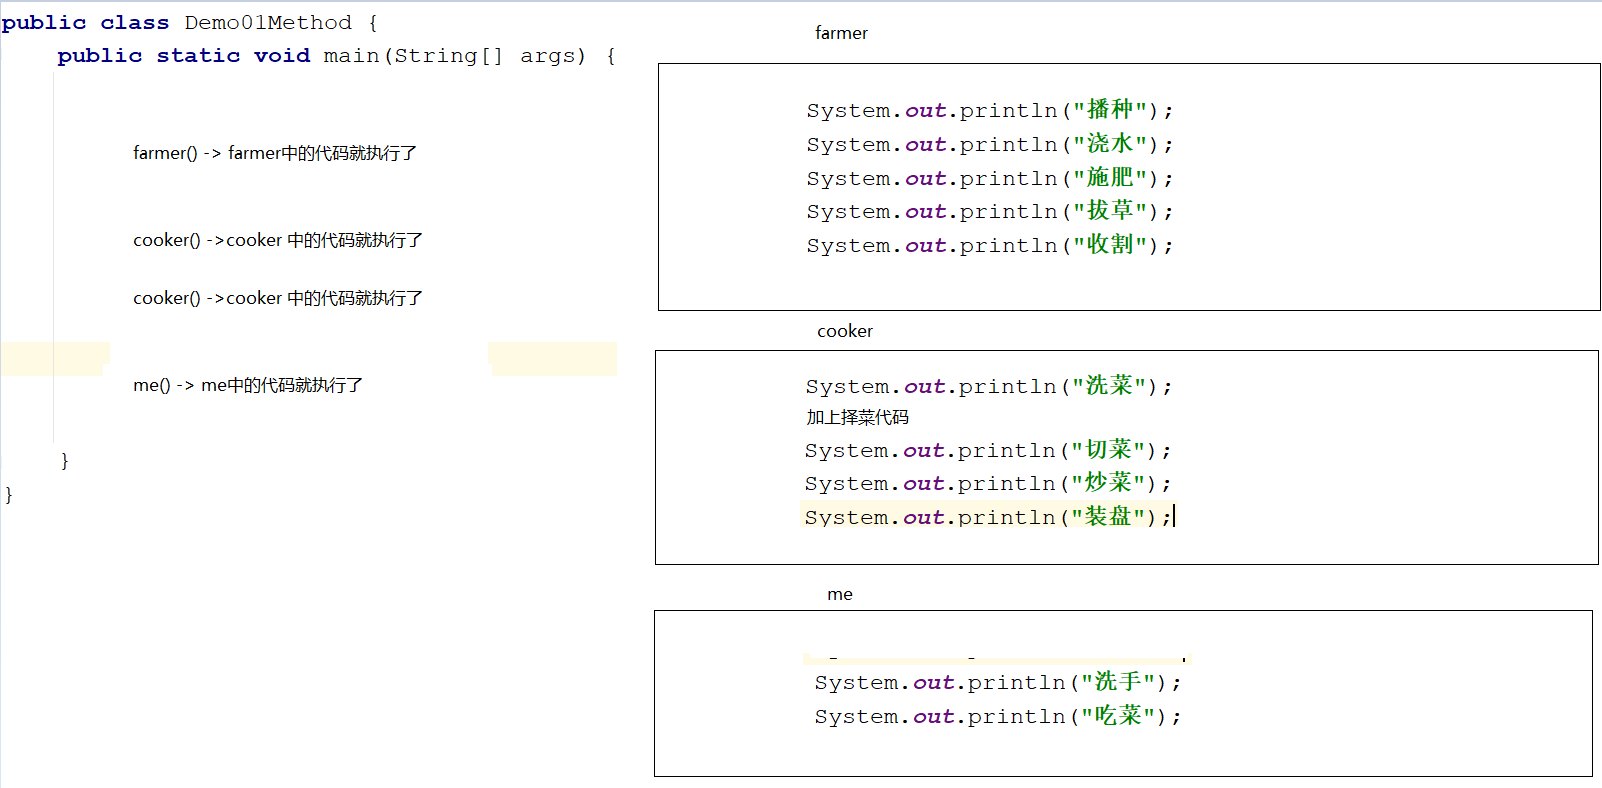 public class Demo01Method {
public static void main(String[] args) {
farmer() -> farmer中的代码就执行了
cooker() ->cooker 中的代码就执行了
cooker() ->cooker 中的代码就执行了
me() -> me中的代码就执行了
}
}
farmer
System.out.println("播种");
System.out.println("浇水");
System.out.println("施肥");
System.out.println("拔草");
System.out.println("收割");
cooker
System.out.println("洗菜");
加上择菜代码
System.out.println("切菜");
System.out.println("炒菜");
System.out.println("装盘");
me
System.out.println("洗手");
System.out.println("吃菜");